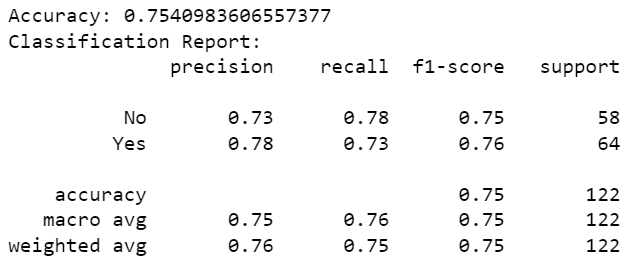 Accuracy: 0.7540983606557377
Classification Report:
precision recall f1-score support
No 0.73 0.78 0.75 58
Yes 0.78 0.73 0.76 64
accuracy 0.75 122
macro avg 0.75 0.76 0.75 122
weighted avg 0.76 0.75 0.75 122